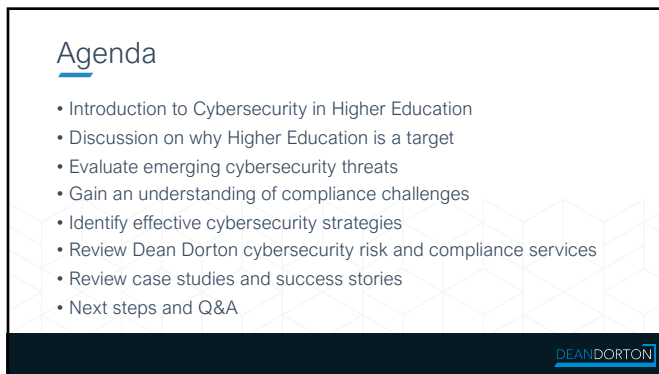 Agenda
• Introduction to Cybersecurity in Higher Education
• Discussion on why Higher Education is a target
• Evaluate emerging cybersecurity threats
• Gain an understanding of compliance challenges
• Identify effective cybersecurity strategies
• Review Dean Dorton cybersecurity risk and compliance services
• Review case studies and success stories
• Next steps and Q&A
DEANDORTON